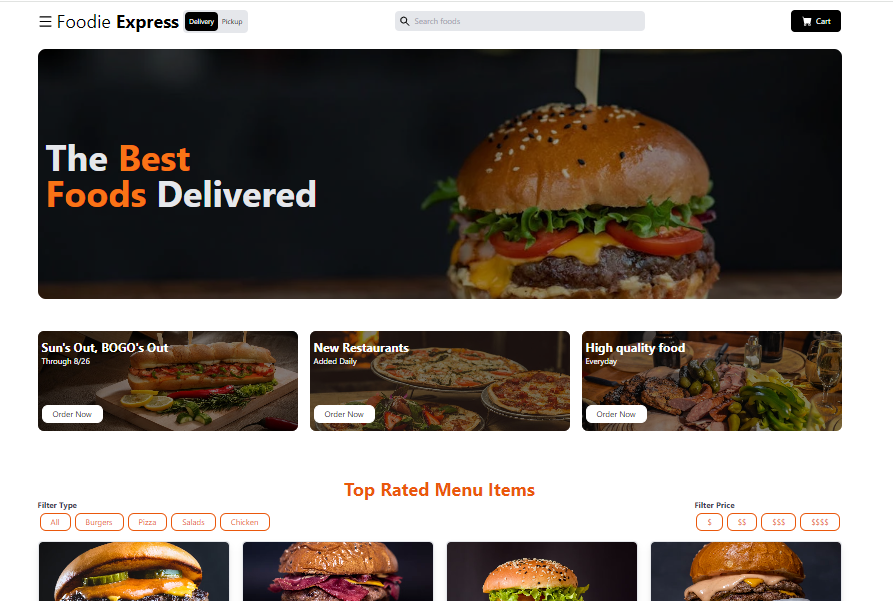 Foodie Express Delivery Pickup Search foods Cart
The Best
Foods Delivered
Sun's Out, BOGO's Out
Through 8/26
Order Now
New Restaurants
Added Daily
Order Now
High quality food
Everyday
Order Now
Top Rated Menu Items
Filter Type
All Burgers Pizza Salads Chicken
Filter Price
$ $$ $$$ $$$$